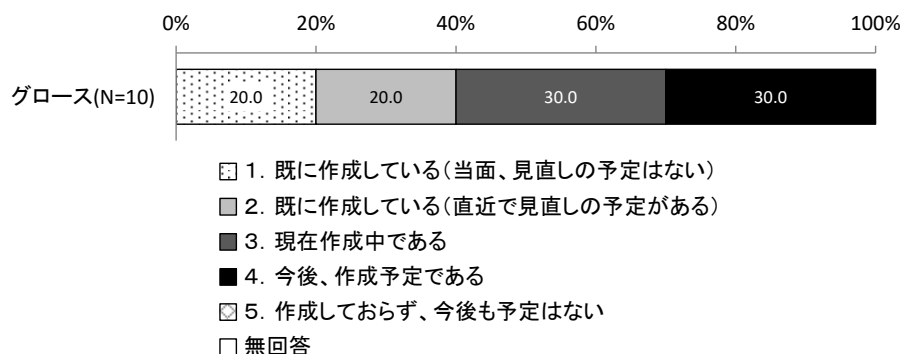 0% 20% 40% 60% 80% 100%
グロース(N=10) 20.0 20.0 30.0 30.0
１．既に作成している（当面、見直しの予定はない）
２．既に作成している（直近で見直しの予定がある）
３．現在作成中である
４．今後、作成予定である
５．作成しておらず、今後も予定はない
無回答